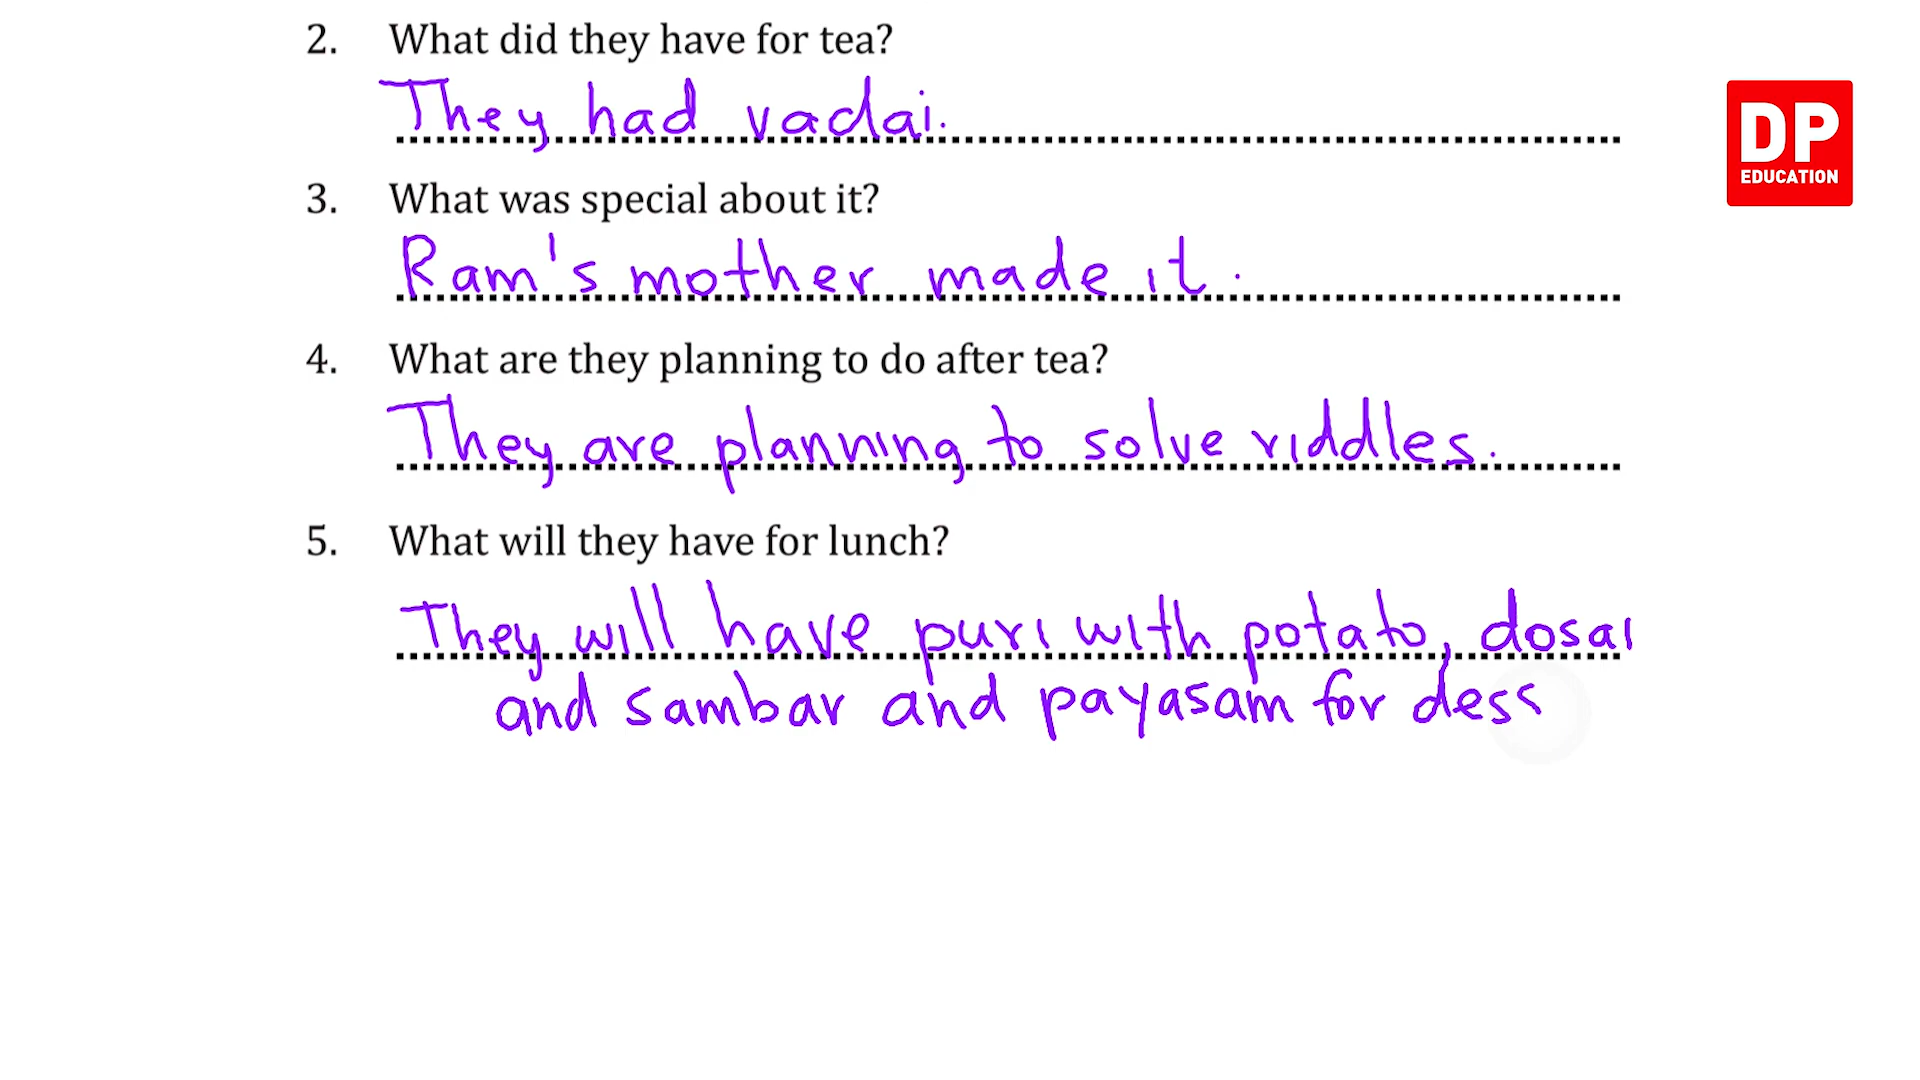 2. What did they have for tea?
They had vadai.
DP
EDUCATION
3. What was special about it?
Ram's mother made it.
4. What are they planning to do after tea?
They are planning to solve riddles.
5. What will they have for lunch?
They will have puri with potato, dosai
and sambar and payasam for dess